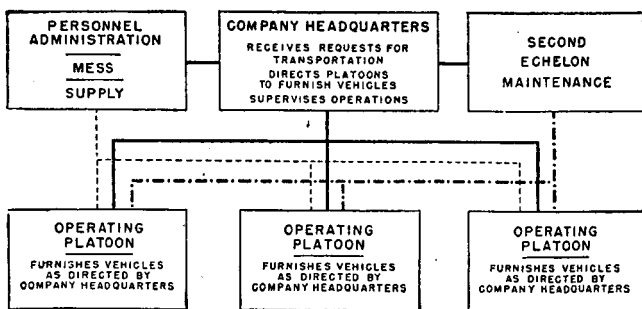 PERSONNEL
ADMINISTRATION
MESS
SUPPLY
COMPANY HEADQUARTERS
RECEIVES REQUESTS FOR
TRANSPORTATION
DIRECTS PLATOONS
TO FURNISH VEHICLES
SUPERVISES OPERATIONS
SECOND
ECHELON
MAINTENANCE
OPERATING
PLATOON
FURNISHES VEHICLES
AS DIRECTED BY
COMPANY HEADQUARTERS
OPERATING
PLATOON
FURNISHES VEHICLES
AS DIRECTED BY
COMPANY HEADQUARTERS
OPERATING
PLATOON
FURNISHES VEHICLES
AS DIRECTED BY
COMPANY HEADQUARTERS